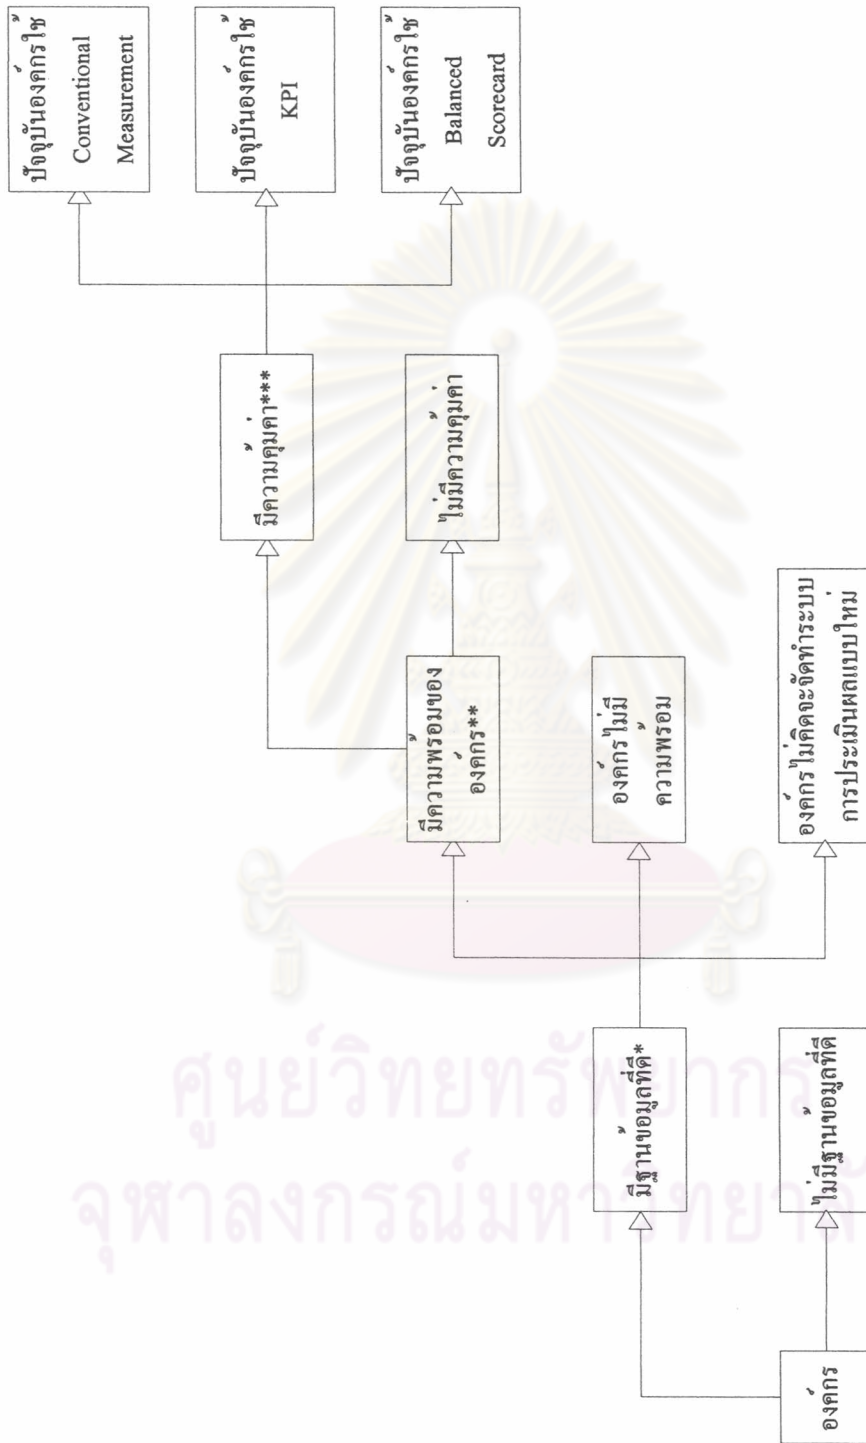 องค์กร
มีฐานข้อมูลที่ดี*
ไม่มีฐานข้อมูลที่ดี
มีความพร้อมของ
องค์กร**
องค์กรไม่มี
ความพร้อม
องค์กรไม่คิดจะจัดทำระบบ
การประเมินผลแบบใหม่
มีความคุ้มค่า***
ไม่มีความคุ้มค่า
ปัจจุบันองค์กรใช้
Conventional
Measurement
ปัจจุบันองค์กรใช้
KPI
ปัจจุบันองค์กรใช้
Balanced
Scorecard
ศูนย์วิทยทรัพยากร
จุฬาลงกรณ์มหาวิทยาลั